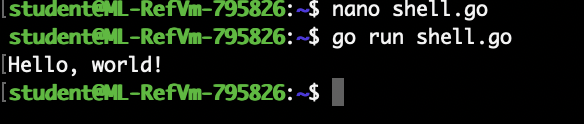 [student@ML-RefVm-795826:~$ nano shell.go
student@ML-RefVm-795826:~$ go run shell.go
[Hello, world!
[student@ML-RefVm-795826:~$